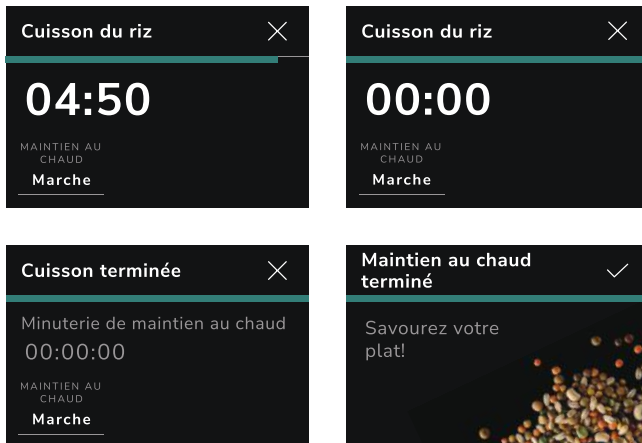 Cuisson du riz
04:50
MAINTIEN AU
CHAUD
Marche
Cuisson du riz
00:00
MAINTIEN AU
CHAUD
Marche
Cuisson terminée
Minuterie de maintien au chaud
00:00:00
MAINTIEN AU
CHAUD
Marche
Maintien au chaud
terminé
Savourez votre
plat!